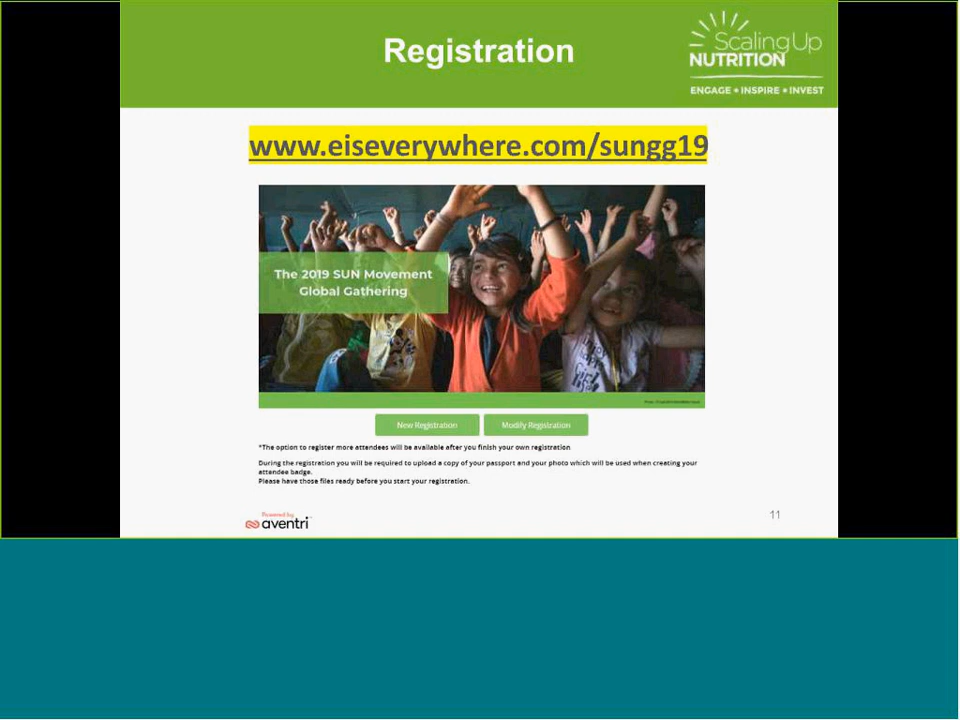 Registration
Scaling Up
NUTRITION
ENGAGE • INSPIRE • INVEST
www.eiseverywhere.com/sungg19
The 2019 SUN Movement
Global Gathering
New Registration
Modify Registration
*The option to register more attendees will be available after you finish your own registration
During the registration you will be required to upload a copy of your passport and your photo which will be used when creating your
attendee badge.
Please have those files ready before you start your registration.
Powered by
aventri
11